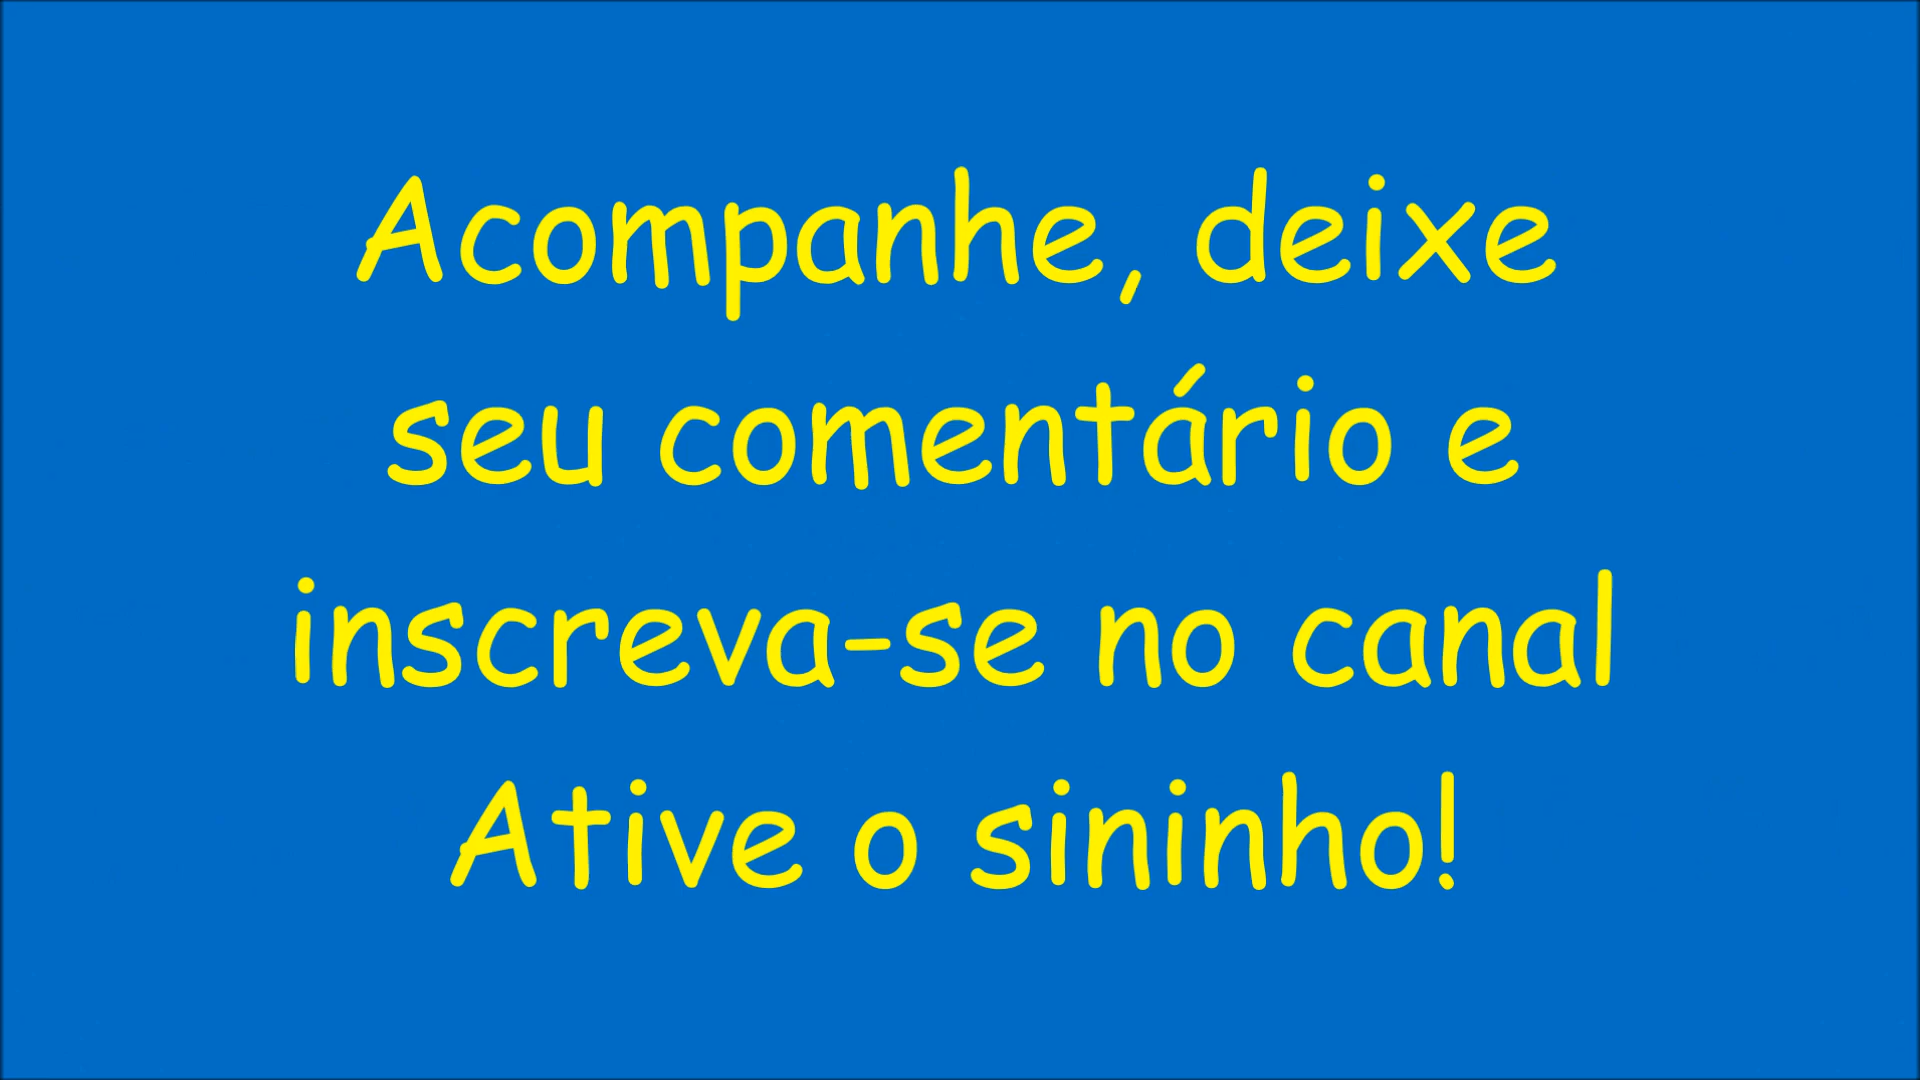 Acompanhe, deixe
seu comentário e
inscreva-se no canal
Ative o sininho!